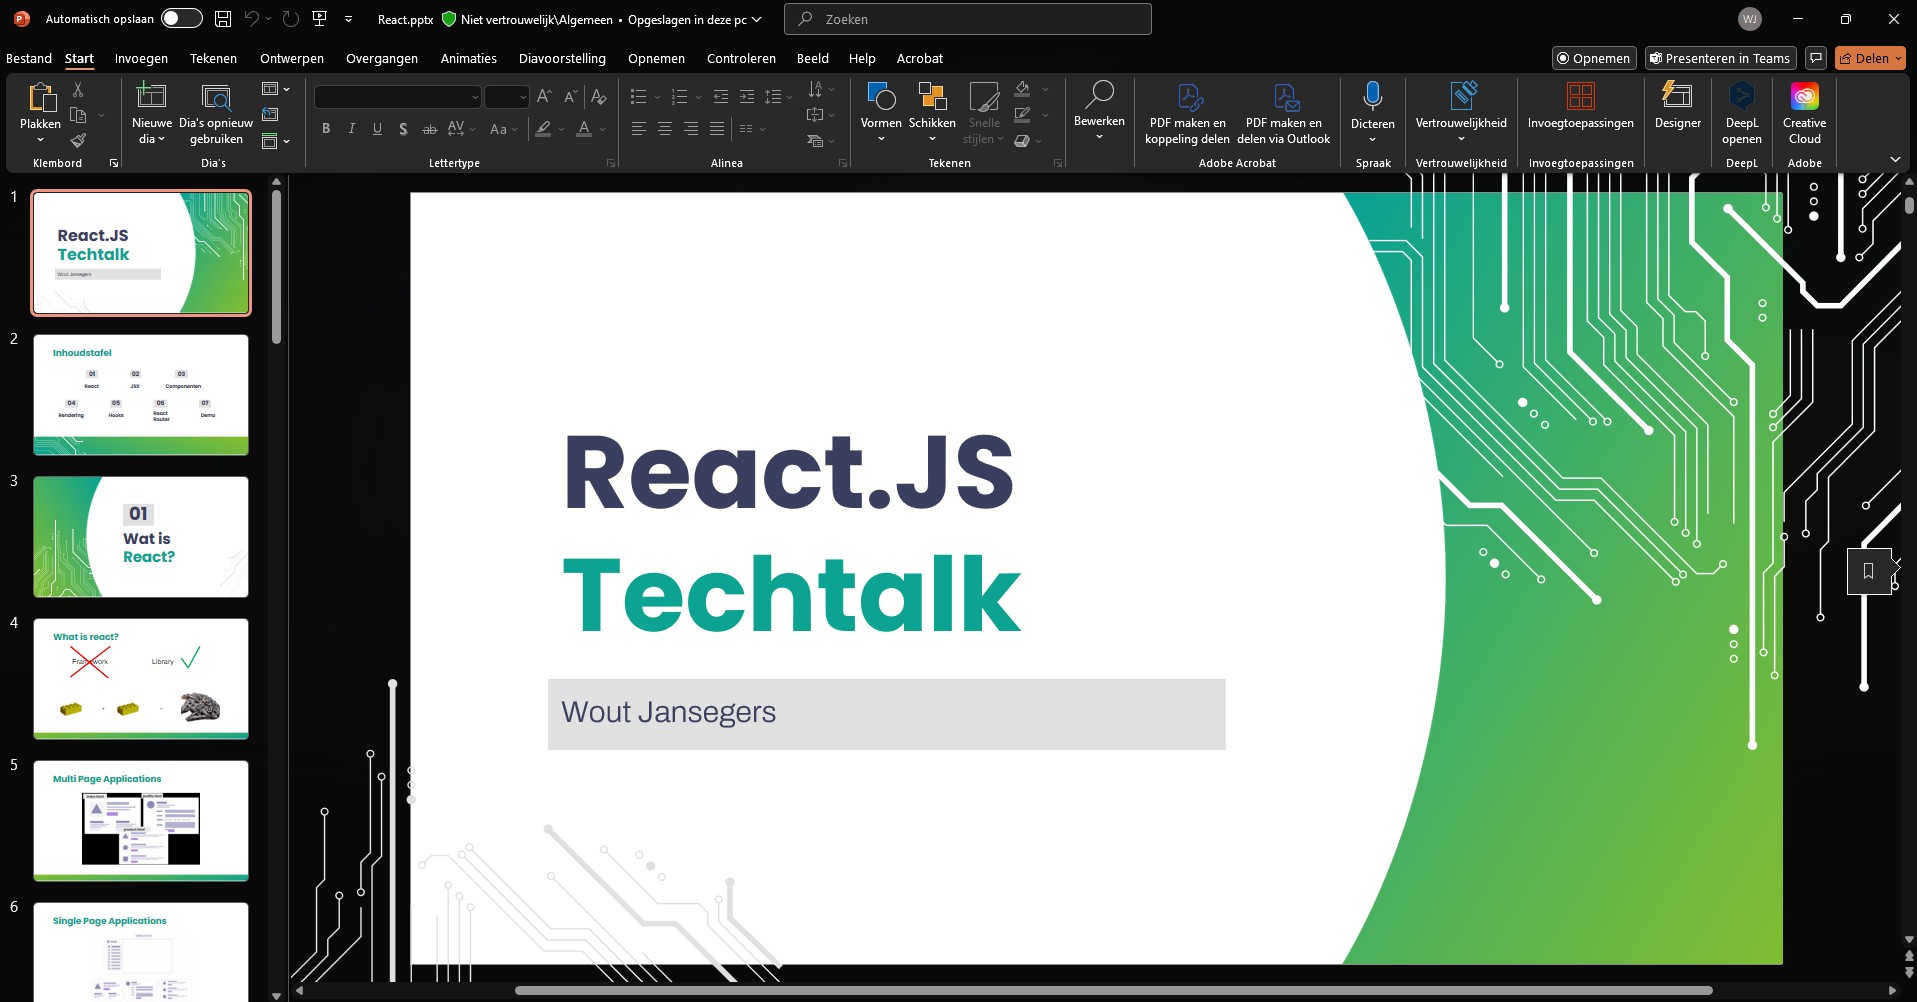 Automatisch opslaan
React.pptx
Niet vertrouwelijk\Algemeen • Opgeslagen in deze pc
Zoeken
WJ
Bestand
Start
Invoegen
Tekenen
Ontwerpen
Overgangen
Animaties
Diavoorstelling
Opnemen
Controleren
Beeld
Help
Acrobat
Opnemen
Presenteren in Teams
Delen
Plakken
Klembord
Nieuwe
dia
Dia's opnieuw
gebruiken
Dia's
B I U S ab AV Aa A
Lettertype
Alinea
Vormen
Schikken
Snelle
stijlen
Tekenen
Bewerken
PDF maken en
koppeling delen
PDF maken en
delen via Outlook
Adobe Acrobat
Dicteren
Spraak
Vertrouwelijkheid
Vertrouwelijkheid
Invoegtoepassingen
Invoegtoepassingen
Designer
DeepL
openen
DeepL
Creative
Cloud
Adobe
1
React.JS
Techtalk
Wout Jansegers
2
Inhoudstafel
01 02 03
React JSX Componenten
04 05 06 07
Rendering Hooks React Router Demo
3
01
Wat is
React?
4
What is react?
Framework
Library
5
Multi Page Applications
6
Single Page Applications
React.JS
Techtalk
Wout Jansegers